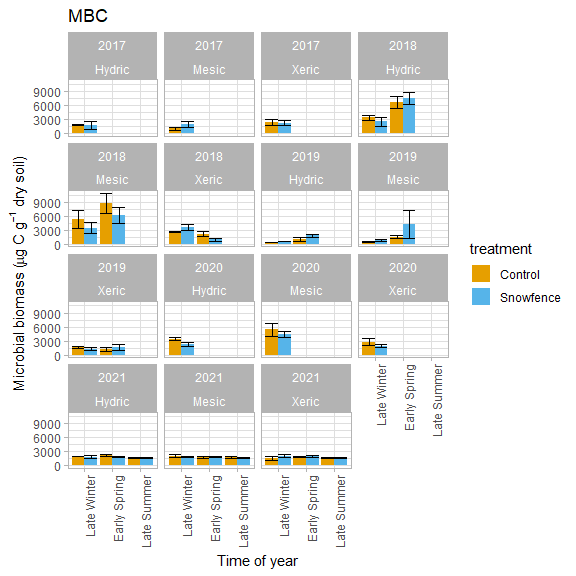 MBC
2017 2017 2017 2018
Hydric Mesic Xeric Hydric
9000
6000
3000
0
2018 2018 2019 2019
Mesic Xeric Hydric Mesic
9000
6000
3000
0
2019 2020 2020 2020
Xeric Hydric Mesic Xeric
9000
6000
3000
0
2021 2021 2021
Hydric Mesic Xeric
9000
6000
3000
0
Late Winter
Early Spring
Late Summer
Late Winter
Early Spring
Late Summer
Late Winter
Early Spring
Late Summer
Late Winter
Early Spring
Late Summer
Time of year
Microbial biomass (μg C g⁻¹ dry soil)
treatment
Control
Snowfence